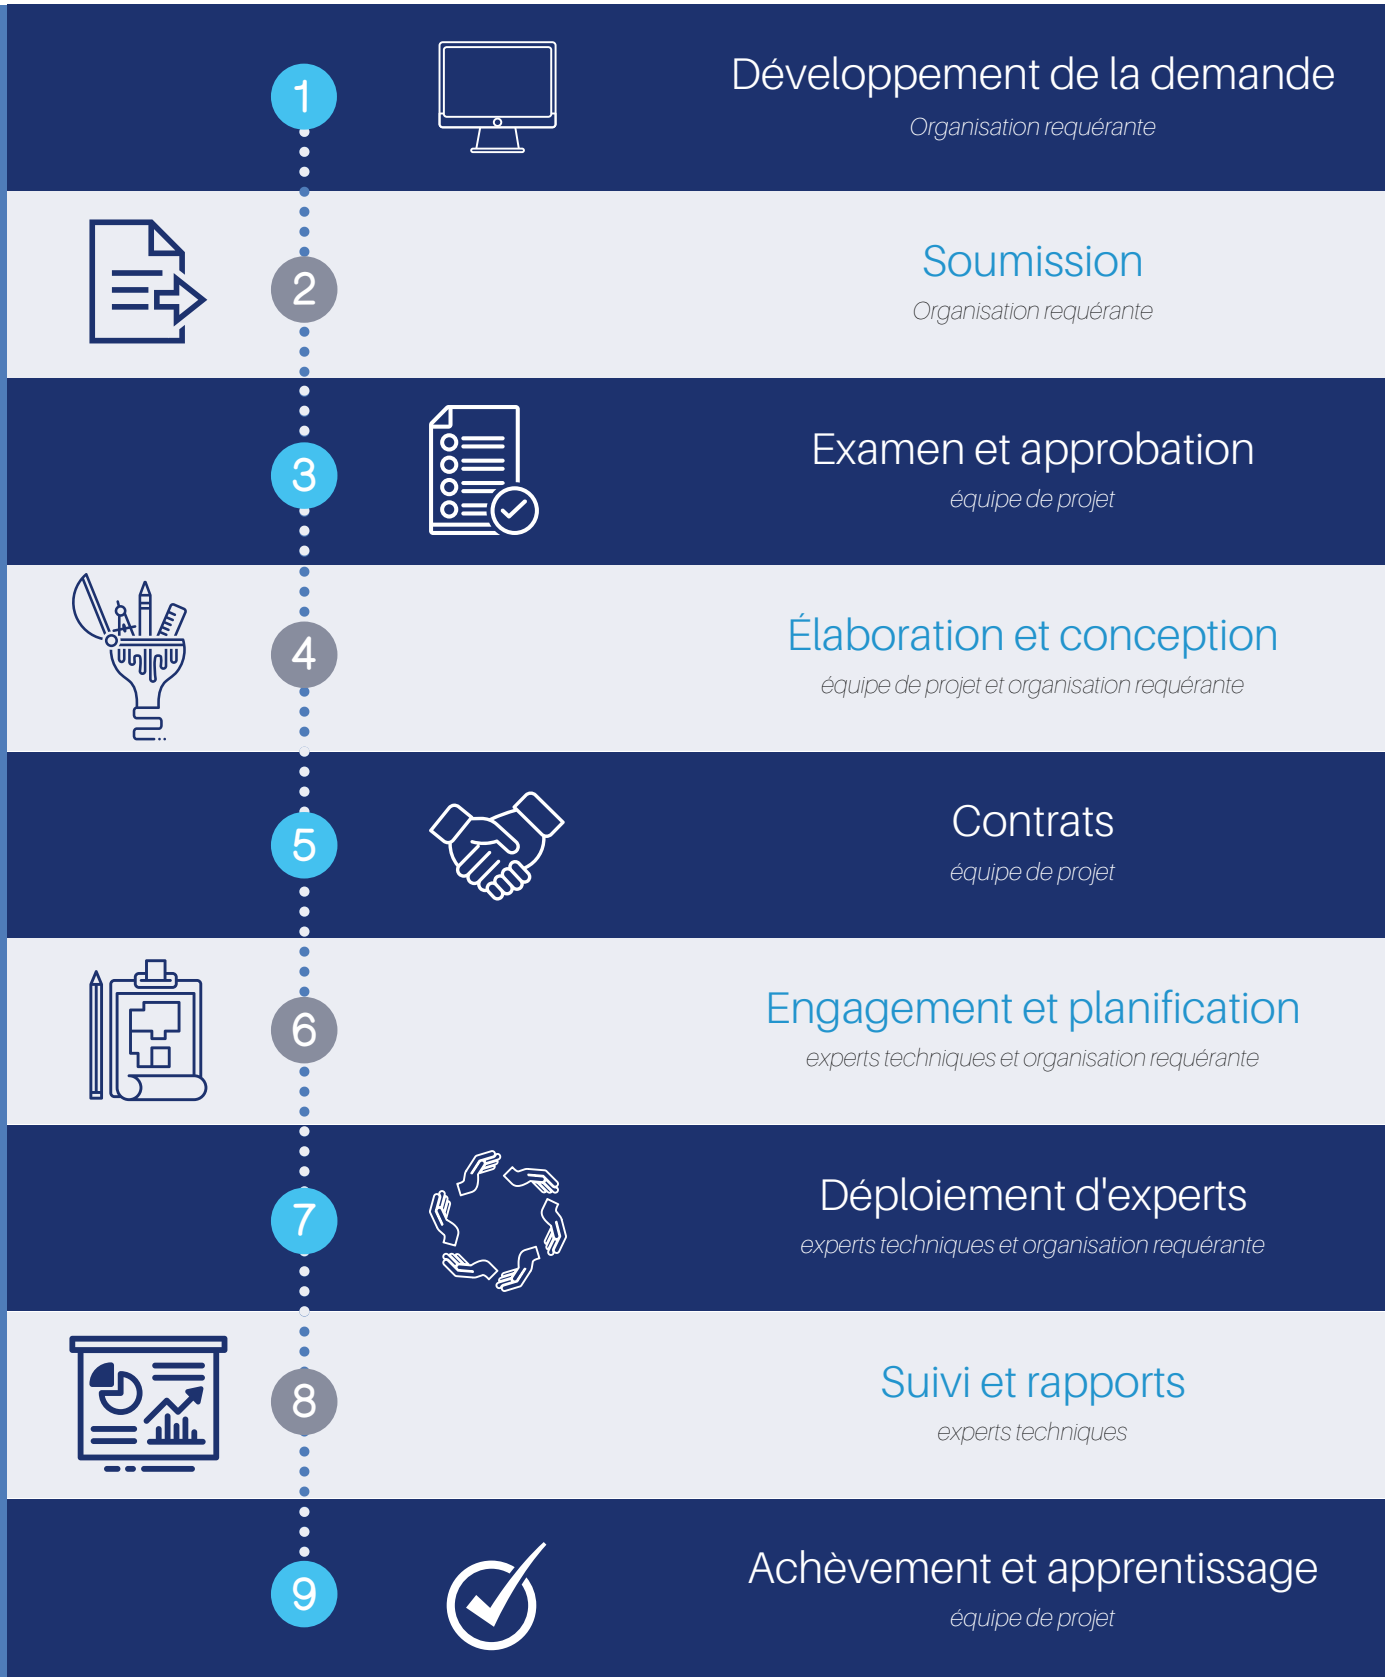 1
Développement de la demande
Organisation requérante
2
Soumission
Organisation requérante
3
Examen et approbation
équipe de projet
4
Élaboration et conception
équipe de projet et organisation requérante
5
Contrats
équipe de projet
6
Engagement et planification
experts techniques et organisation requérante
7
Déploiement d'experts
experts techniques et organisation requérante
8
Suivi et rapports
experts techniques
9
Achèvement et apprentissage
équipe de projet